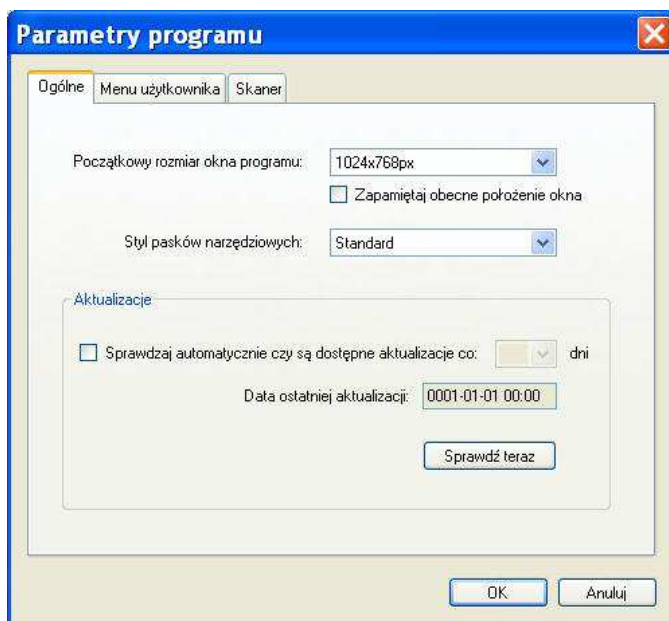 Parametry programu
Ogólne Menu użytkownika Skaner
Początkowy rozmiar okna programu: 1024x768px
Zapamiętaj obecne położenie okna
Styl pasków narzędziowych: Standard
Aktualizacje
Sprawdzaj automatycznie czy są dostępne aktualizacje co: dni
Data ostatniej aktualizacji: 0001-01-01 00:00
Sprawdź teraz
OK Anuluj